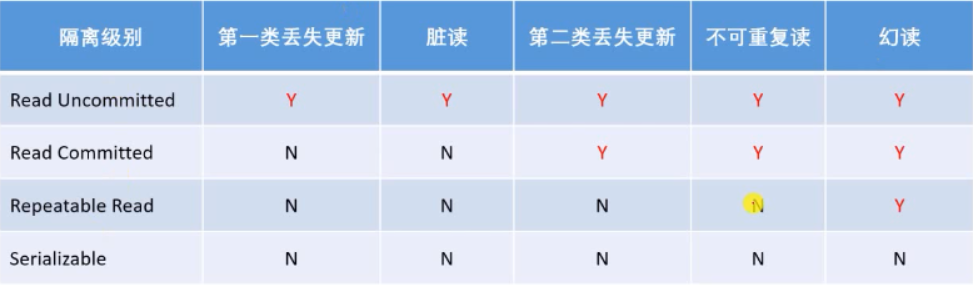 隔离级别 第一类丢失更新 脏读 第二类丢失更新 不可重复读 幻读
Read Uncommitted Y Y Y Y Y
Read Committed N N Y Y Y
Repeatable Read N N N N Y
Serializable N N N N N